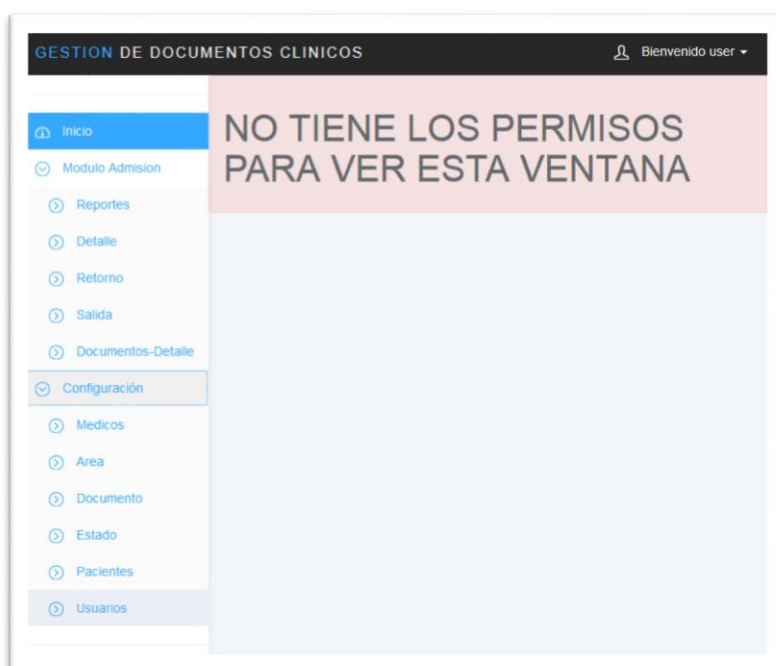 GESTION DE DOCUMENTOS CLINICOS
Bienvenido user
Inicio
Modulo Admision
Reportes
Detalle
Retorno
Salida
Documentos-Detalle
Configuración
Medicos
Area
Documento
Estado
Pacientes
Usuarios
NO TIENE LOS PERMISOS
PARA VER ESTA VENTANA